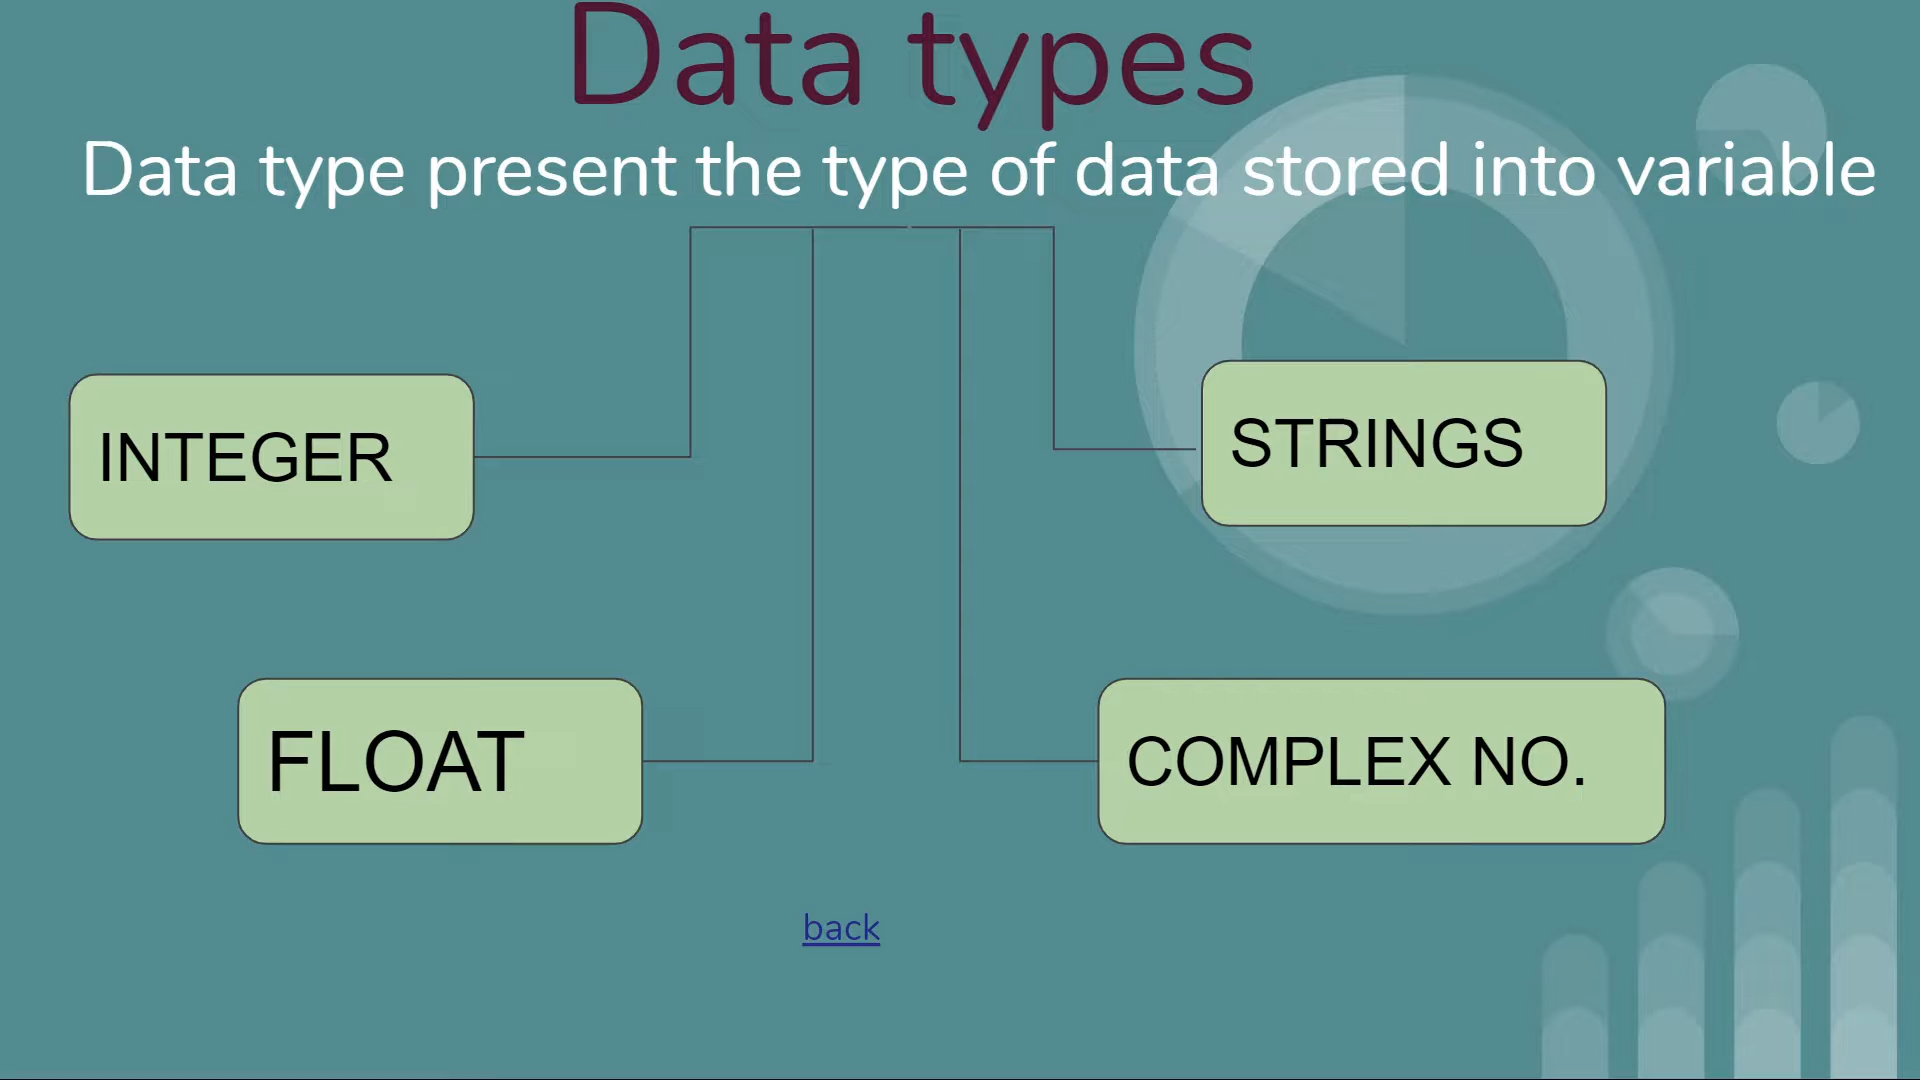 Data types
Data type present the type of data stored into variable
INTEGER
STRINGS
FLOAT
COMPLEX NO.
back